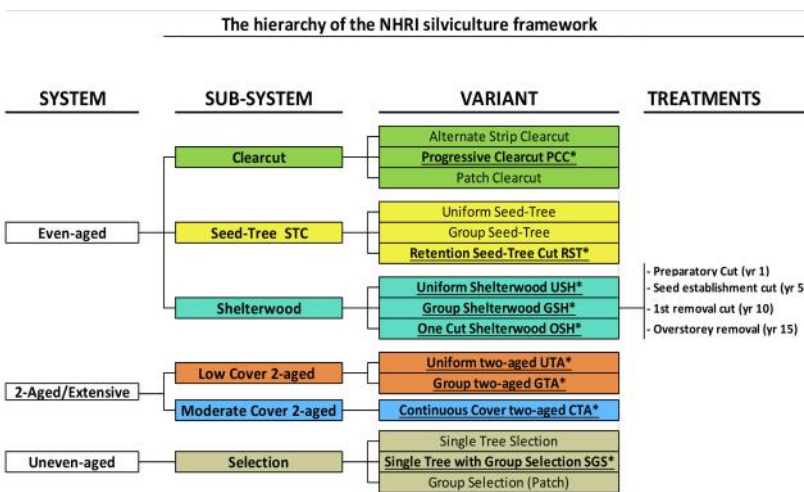 The hierarchy of the NHRI silviculture framework
SYSTEM
SUB-SYSTEM
VARIANT
TREATMENTS
Even-aged
Clearcut
Alternate Strip Clearcut
Progressive Clearcut PCC*
Patch Clearcut
Seed-Tree STC
Uniform Seed-Tree
Group Seed-Tree
Retention Seed-Tree Cut RST*
Shelterwood
Uniform Shelterwood USH*
Group Shelterwood GSH*
One Cut Shelterwood OSH*
- Preparatory Cut (yr 1)
- Seed establishment cut (yr 5
- 1st removal cut (yr 10)
- Overstorey removal (yr 15)
2-Aged/Extensive
Low Cover 2-aged
Uniform two-aged UTA*
Group two-aged GTA*
Moderate Cover 2-aged
Continuous Cover two-aged CTA*
Uneven-aged
Selection
Single Tree Slection
Single Tree with Group Selection SGS*
Group Selection (Patch)